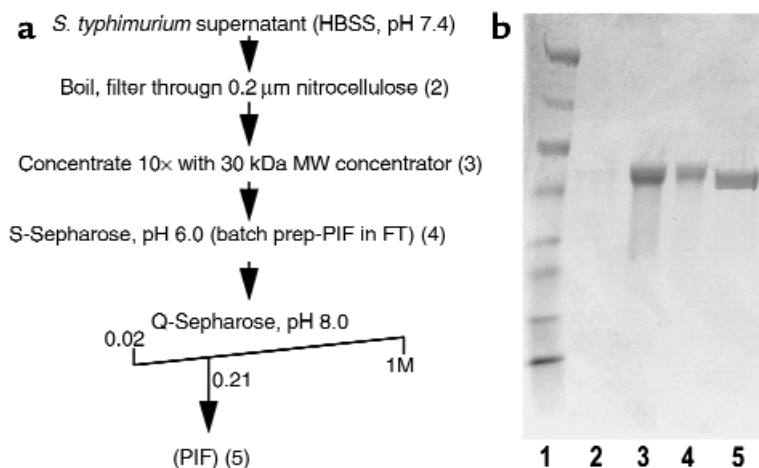 a
S. typhimurium supernatant (HBSS, pH 7.4)
Boil, filter througn 0.2 μm nitrocellulose (2)
Concentrate 10× with 30 kDa MW concentrator (3)
S-Sepharose, pH 6.0 (batch prep-PIF in FT) (4)
Q-Sepharose, pH 8.0
0.02
1M
0.21
(PIF) (5)
b
1 2 3 4 5